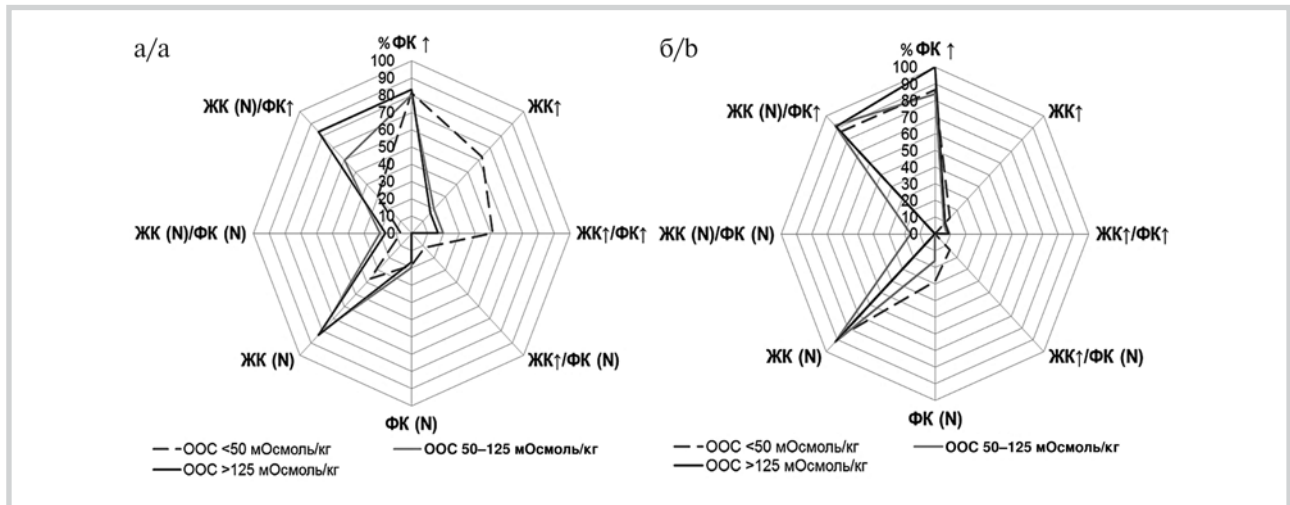 а/a
% ФК ↑
100
90
80
70
60
50
40
30
20
10
0
ЖК↑
ЖК↑/ФК↑
ЖК↑/ФК (N)
ФК (N)
ЖК (N)
ЖК (N)/ФК (N)
ЖК (N)/ФК↑
ООС <50 мОсмоль/кг
ООС 50–125 мОсмоль/кг
ООС >125 мОсмоль/кг
б/b
% ФК ↑
100
90
80
70
60
50
40
30
20
10
0
ЖК↑
ЖК↑/ФК↑
ЖК↑/ФК (N)
ФК (N)
ЖК (N)
ЖК (N)/ФК (N)
ЖК (N)/ФК↑
ООС <50 мОсмоль/кг
ООС 50–125 мОсмоль/кг
ООС >125 мОсмоль/кг